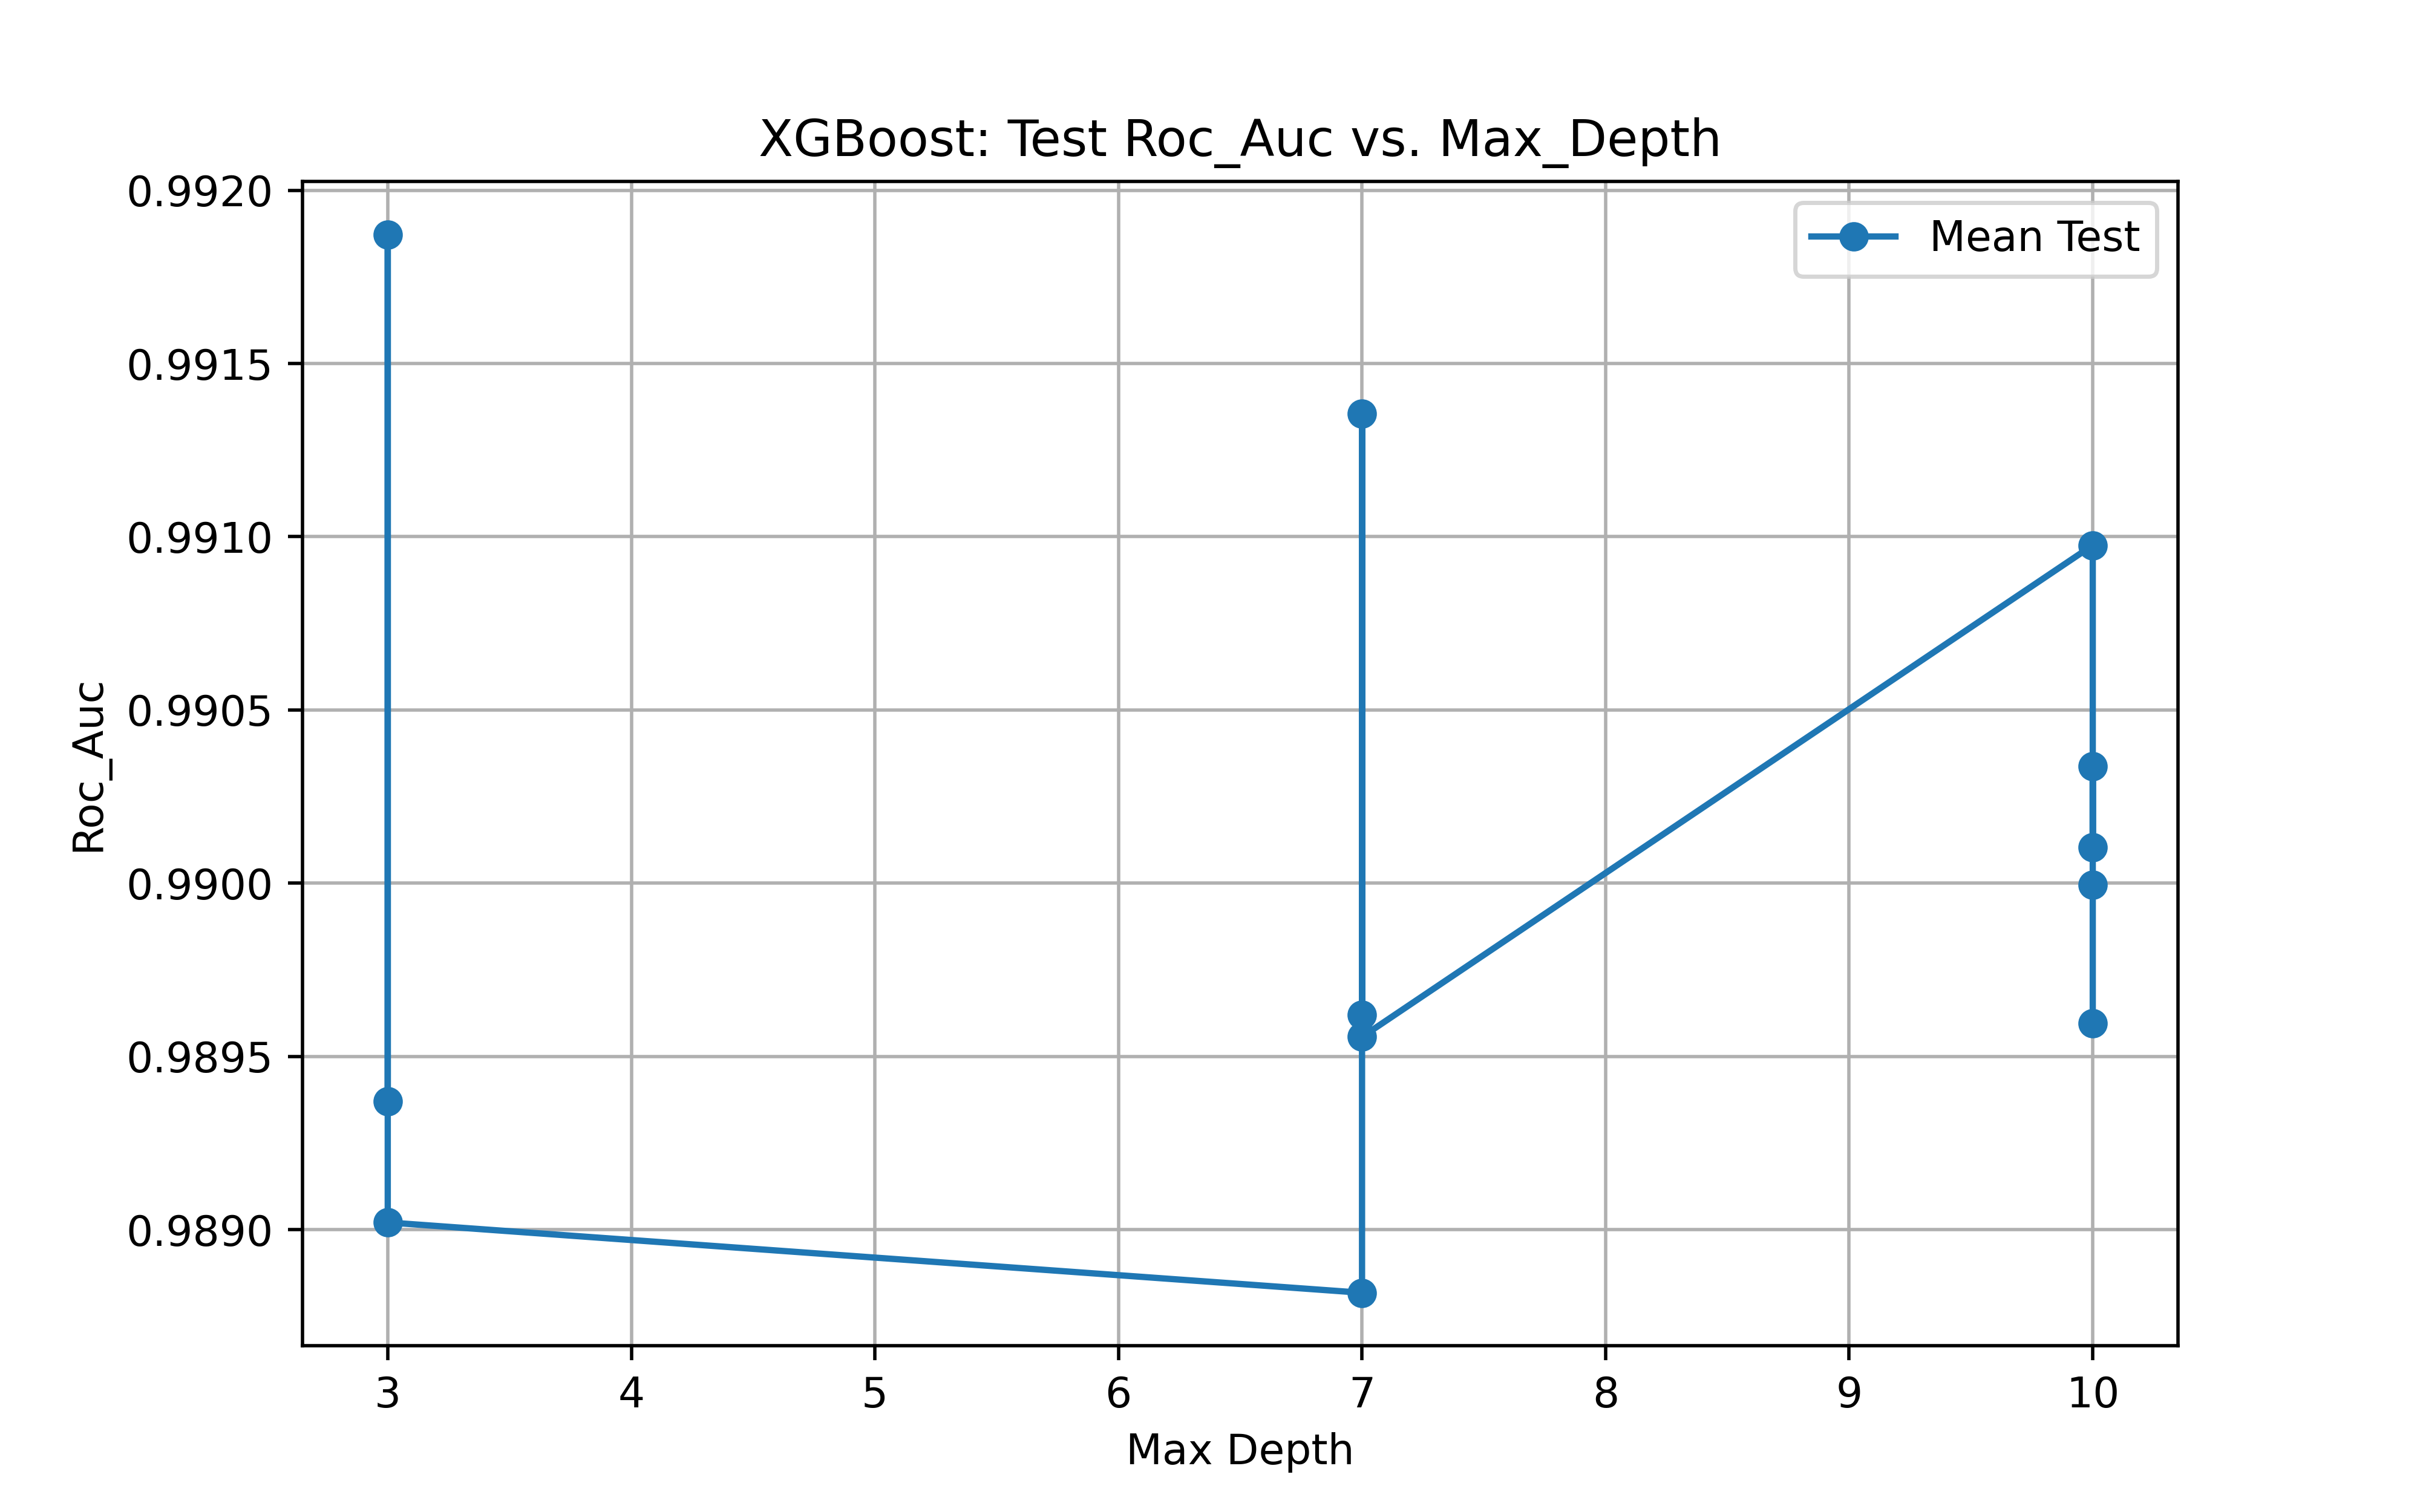 XGBoost: Test Roc_Auc vs. Max_Depth
Mean Test
Roc_Auc
0.9920
0.9915
0.9910
0.9905
0.9900
0.9895
0.9890
3 4 5 6 7 8 9 10
Max Depth